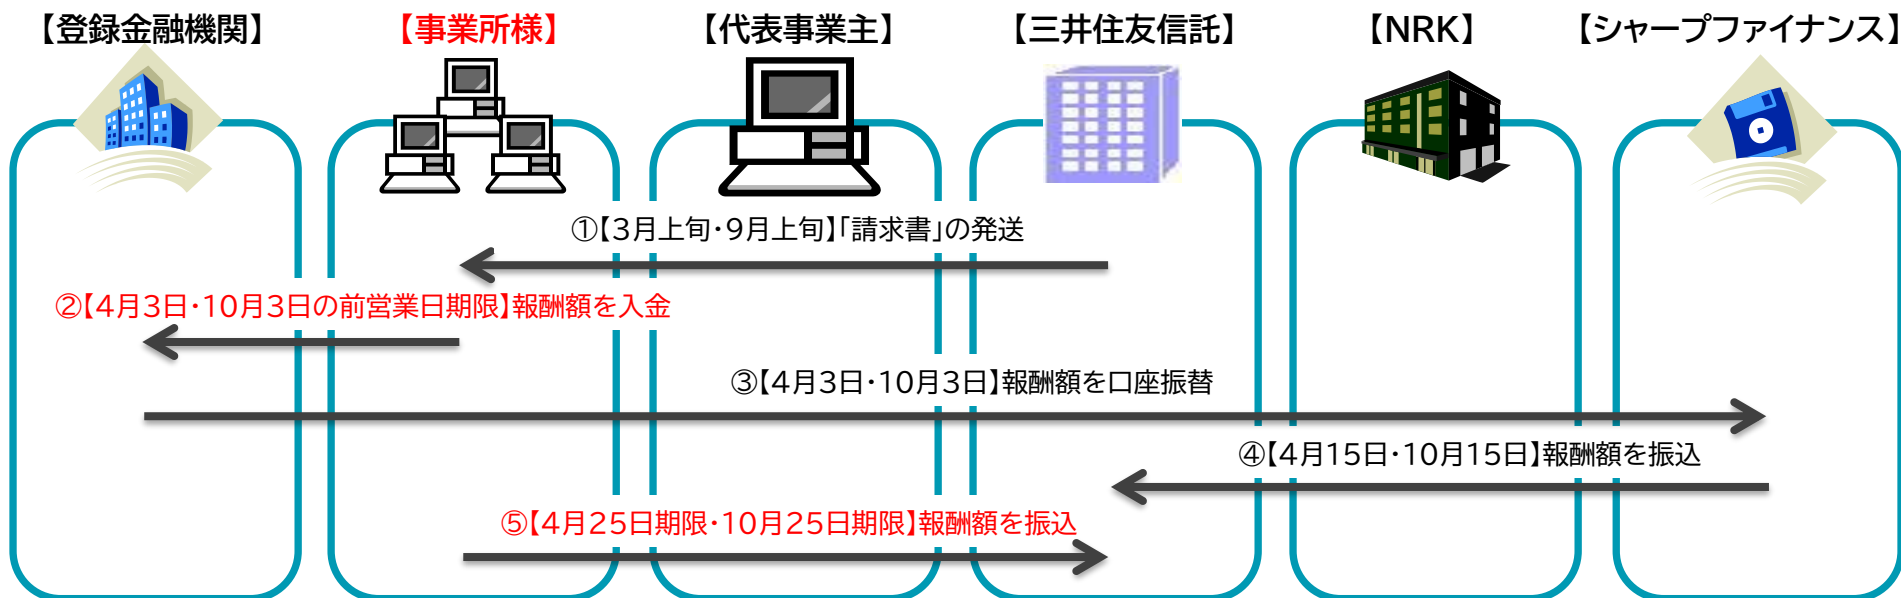 【登録金融機関】 【事業所様】 【代表事業主】 【三井住友信託】 【NRK】 【シャープファイナンス】
①【3月上旬・9月上旬】「請求書」の発送
②【4月3日・10月3日の前営業日期限】報酬額を入金
③【4月3日・10月3日】報酬額を口座振替
④【4月15日・10月15日】報酬額を振込
⑤【4月25日期限・10月25日期限】報酬額を振込